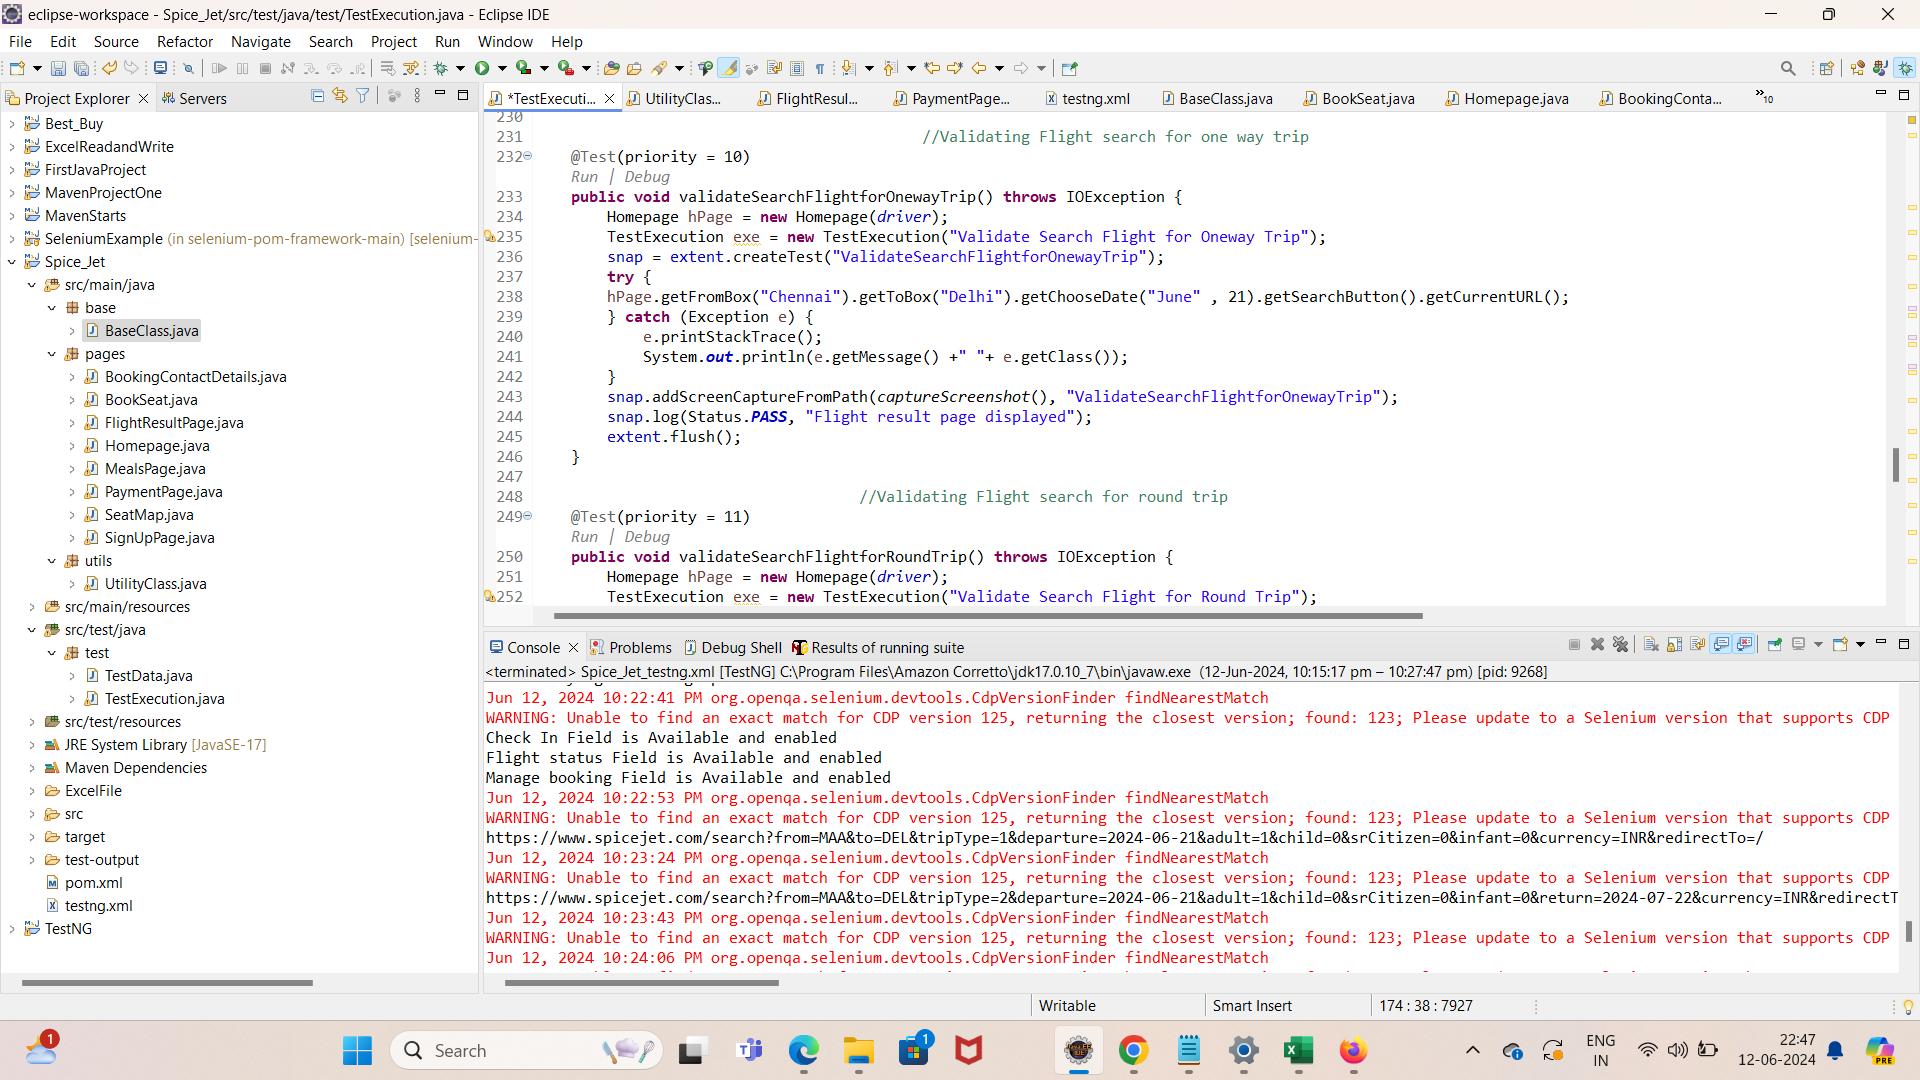 eclipse-workspace - Spice_Jet/src/test/java/test/TestExecution.java - Eclipse IDE
File Edit Source Refactor Navigate Search Project Run Window Help
Project Explorer Servers
*TestExecuti... UtilityClas... FlightResul... PaymentPage... testng.xml BaseClass.java BookSeat.java Homepage.java BookingConta... »10
Best_Buy
ExcelReadandWrite
FirstJavaProject
MavenProjectOne
MavenStarts
SeleniumExample (in selenium-pom-framework-main) [selenium-
Spice_Jet
src/main/java
base
BaseClass.java
pages
BookingContactDetails.java
BookSeat.java
FlightResultPage.java
Homepage.java
MealsPage.java
PaymentPage.java
SeatMap.java
SignUpPage.java
utils
UtilityClass.java
src/main/resources
src/test/java
test
TestData.java
TestExecution.java
src/test/resources
JRE System Library [JavaSE-17]
Maven Dependencies
ExcelFile
src
target
test-output
pom.xml
testng.xml
TestNG
230
231 //Validating Flight search for one way trip
232 @Test(priority = 10)
Run | Debug
233 public void validateSearchFlightforOnewayTrip() throws IOException {
234 Homepage hPage = new Homepage(driver);
235 TestExecution exe = new TestExecution("Validate Search Flight for Oneway Trip");
236 snap = extent.createTest("ValidateSearchFlightforOnewayTrip");
237 try {
238 hPage.getFromBox("Chennai").getToBox("Delhi").getChooseDate("June" , 21).getSearchButton().getCurrentURL();
239 } catch (Exception e) {
240 e.printStackTrace();
241 System.out.println(e.getMessage() +" "+ e.getClass());
242 }
243 snap.addScreenCaptureFromPath(captureScreenshot(), "ValidateSearchFlightforOnewayTrip");
244 snap.log(Status.PASS, "Flight result page displayed");
245 extent.flush();
246 }
247
248 //Validating Flight search for round trip
249 @Test(priority = 11)
Run | Debug
250 public void validateSearchFlightforRoundTrip() throws IOException {
251 Homepage hPage = new Homepage(driver);
252 TestExecution exe = new TestExecution("Validate Search Flight for Round Trip");
Console Problems Debug Shell Results of running suite
<terminated> Spice_Jet_testng.xml [TestNG] C:\Program Files\Amazon Corretto\jdk17.0.10_7\bin\javaw.exe (12-Jun-2024, 10:15:17 pm – 10:27:47 pm) [pid: 9268]
Jun 12, 2024 10:22:41 PM org.openqa.selenium.devtools.CdpVersionFinder findNearestMatch
WARNING: Unable to find an exact match for CDP version 125, returning the closest version; found: 123; Please update to a Selenium version that supports CDP
Check In Field is Available and enabled
Flight status Field is Available and enabled
Manage booking Field is Available and enabled
Jun 12, 2024 10:22:53 PM org.openqa.selenium.devtools.CdpVersionFinder findNearestMatch
WARNING: Unable to find an exact match for CDP version 125, returning the closest version; found: 123; Please update to a Selenium version that supports CDP
https://www.spicejet.com/search?from=MAA&to=DEL&tripType=1&departure=2024-06-21&adult=1&child=0&srCitizen=0&infant=0&currency=INR&redirectTo=/
Jun 12, 2024 10:23:24 PM org.openqa.selenium.devtools.CdpVersionFinder findNearestMatch
WARNING: Unable to find an exact match for CDP version 125, returning the closest version; found: 123; Please update to a Selenium version that supports CDP
https://www.spicejet.com/search?from=MAA&to=DEL&tripType=2&departure=2024-06-21&adult=1&child=0&srCitizen=0&infant=0&return=2024-07-22&currency=INR&redirectT
Jun 12, 2024 10:23:43 PM org.openqa.selenium.devtools.CdpVersionFinder findNearestMatch
WARNING: Unable to find an exact match for CDP version 125, returning the closest version; found: 123; Please update to a Selenium version that supports CDP
Jun 12, 2024 10:24:06 PM org.openqa.selenium.devtools.CdpVersionFinder findNearestMatch
Writable Smart Insert 174 : 38 : 7927
1 Search 1 ENG IN 22:47 12-06-2024 PRE